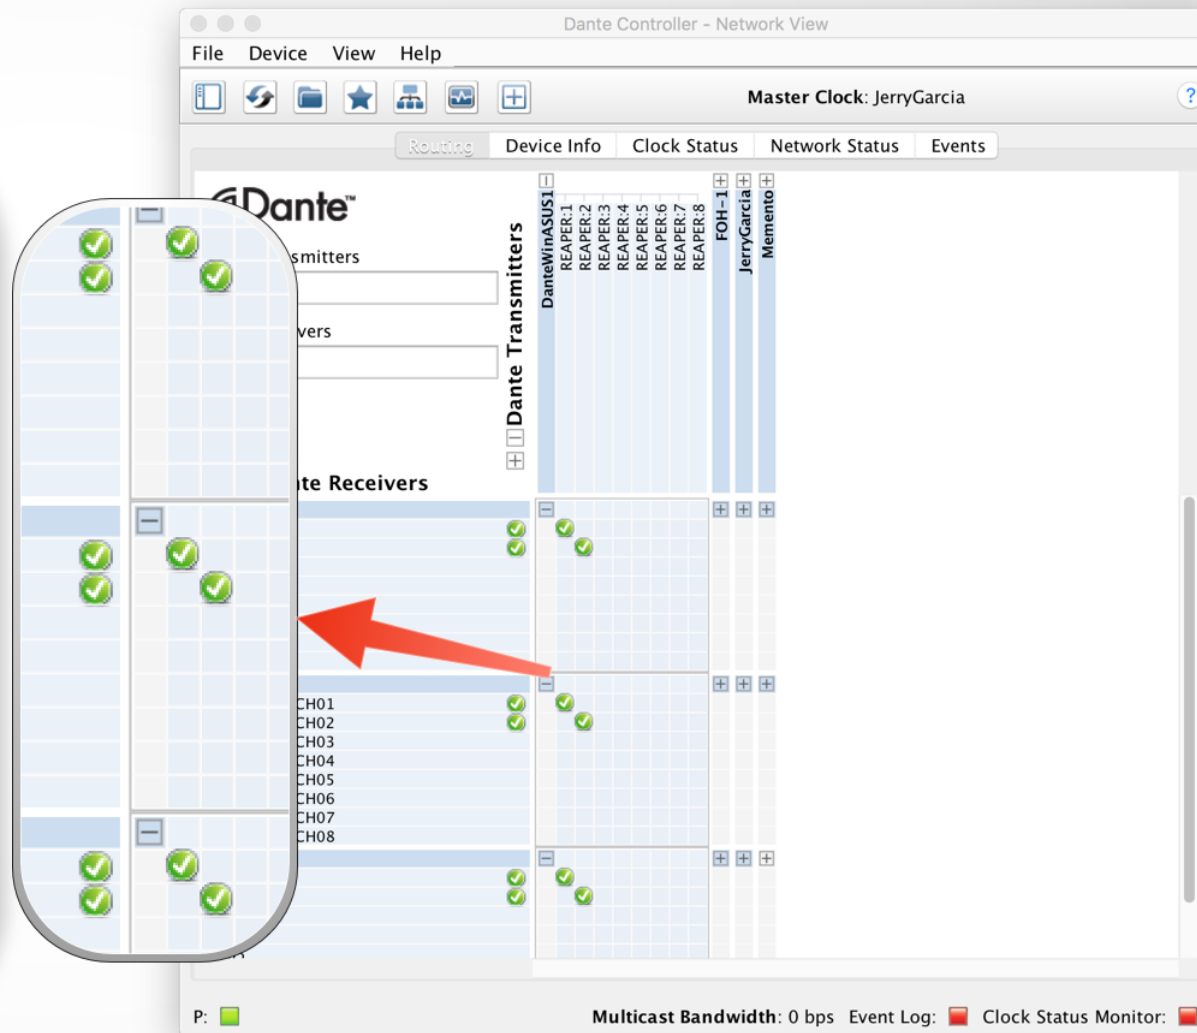 Dante Controller - Network View
File Device View Help
Master Clock: JerryGarcia
?
Routing Device Info Clock Status Network Status Events
Dante™
smitters
vers
Dante Transmitters
DanteWinASUS1
REAPER:1
REAPER:2
REAPER:3
REAPER:4
REAPER:5
REAPER:6
REAPER:7
REAPER:8
FOH-1
JerryGarcia
Memento
te Receivers
CH01
CH02
CH03
CH04
CH05
CH06
CH07
CH08
P:
Multicast Bandwidth: 0 bps Event Log: Clock Status Monitor: